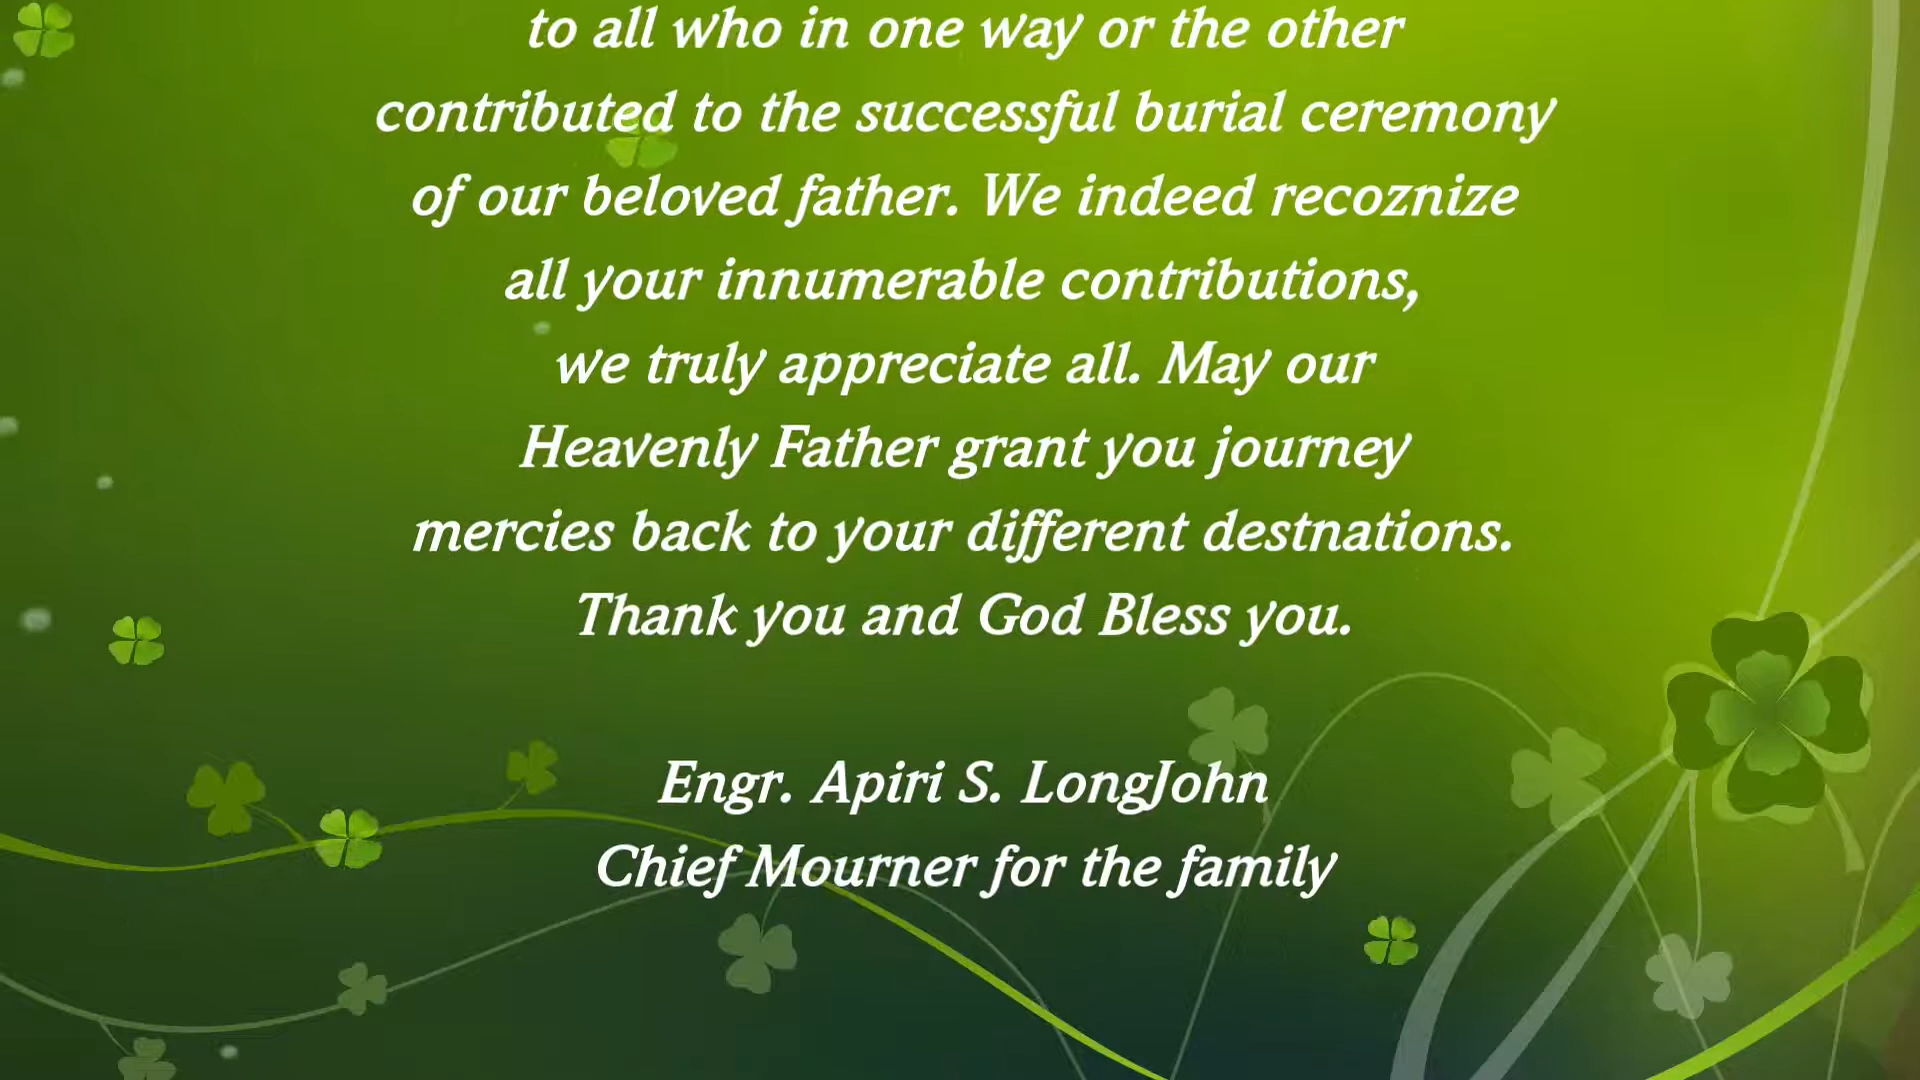 to all who in one way or the other
contributed to the successful burial ceremony
of our beloved father. We indeed recoznize
all your innumerable contributions,
we truly appreciate all. May our
Heavenly Father grant you journey
mercies back to your different destnations.
Thank you and God Bless you.
Engr. Apiri S. LongJohn
Chief Mourner for the family